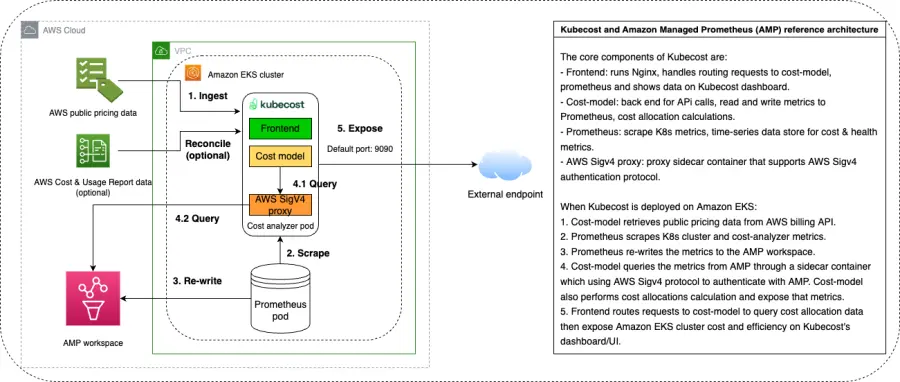 AWS Cloud
VPC
Amazon EKS cluster
AWS public pricing data
1. Ingest
kubecost
Frontend
Reconcile
(optional)
Cost model
AWS Cost & Usage Report data
(optional)
4.1 Query
AWS SigV4
proxy
Cost analyzer pod
4.2 Query
5. Expose
Default port: 9090
External endpoint
2. Scrape
3. Re-write
Prometheus
pod
AMP workspace
Kubecost and Amazon Managed Prometheus (AMP) reference architecture
The core components of Kubecost are:
- Frontend: runs Nginx, handles routing requests to cost-model,
prometheus and shows data on Kubecost dashboard.
- Cost-model: back end for APi calls, read and write metrics to
Prometheus, cost allocation calculations.
- Prometheus: scrape K8s metrics, time-series data store for cost & health
metrics.
- AWS Sigv4 proxy: proxy sidecar container that supports AWS Sigv4
authentication protocol.
When Kubecost is deployed on Amazon EKS:
1. Cost-model retrieves public pricing data from AWS billing API.
2. Prometheus scrapes K8s cluster and cost-analyzer metrics.
3. Prometheus re-writes the metrics to the AMP workspace.
4. Cost-model queries the metrics from AMP through a sidecar container
which using AWS Sigv4 protocol to authenticate with AMP. Cost-model
also performs cost allocations calculation and expose that metrics.
5. Frontend routes requests to cost-model to query cost allocation data
then expose Amazon EKS cluster cost and efficiency on Kubecost's
dashboard/UI.